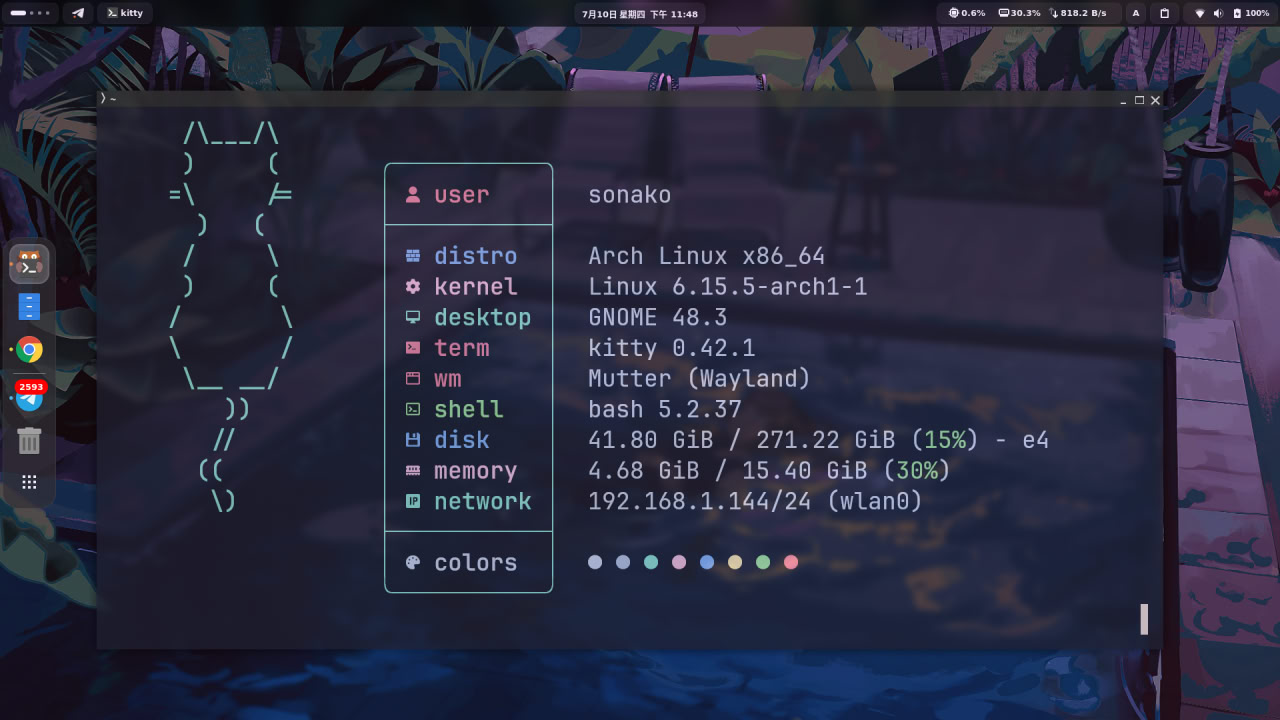 kitty
7月10日 星期四 下午 11:48
0.6% 30.3% 818.2 B/s A 100%
❯ ~
/\___/\
)       (
=\       /=
)     (
/       \
)         (
/           \
\           /
\__ __/
))
//
((
\)
user sonako
distro Arch Linux x86_64
kernel Linux 6.15.5-arch1-1
desktop GNOME 48.3
term kitty 0.42.1
wm Mutter (Wayland)
shell bash 5.2.37
disk 41.80 GiB / 271.22 GiB (15%) - e4
memory 4.68 GiB / 15.40 GiB (30%)
IP network 192.168.1.144/24 (wlan0)
colors
2593